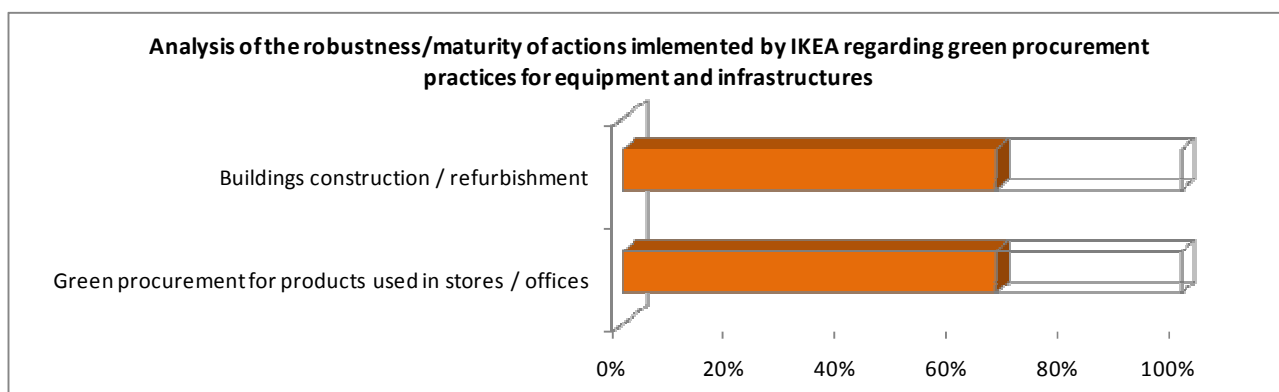 Analysis of the robustness/maturity of actions imlemented by IKEA regarding green procurement
practices for equipment and infrastructures
Buildings construction / refurbishment
Green procurement for products used in stores / offices
0% 20% 40% 60% 80% 100%